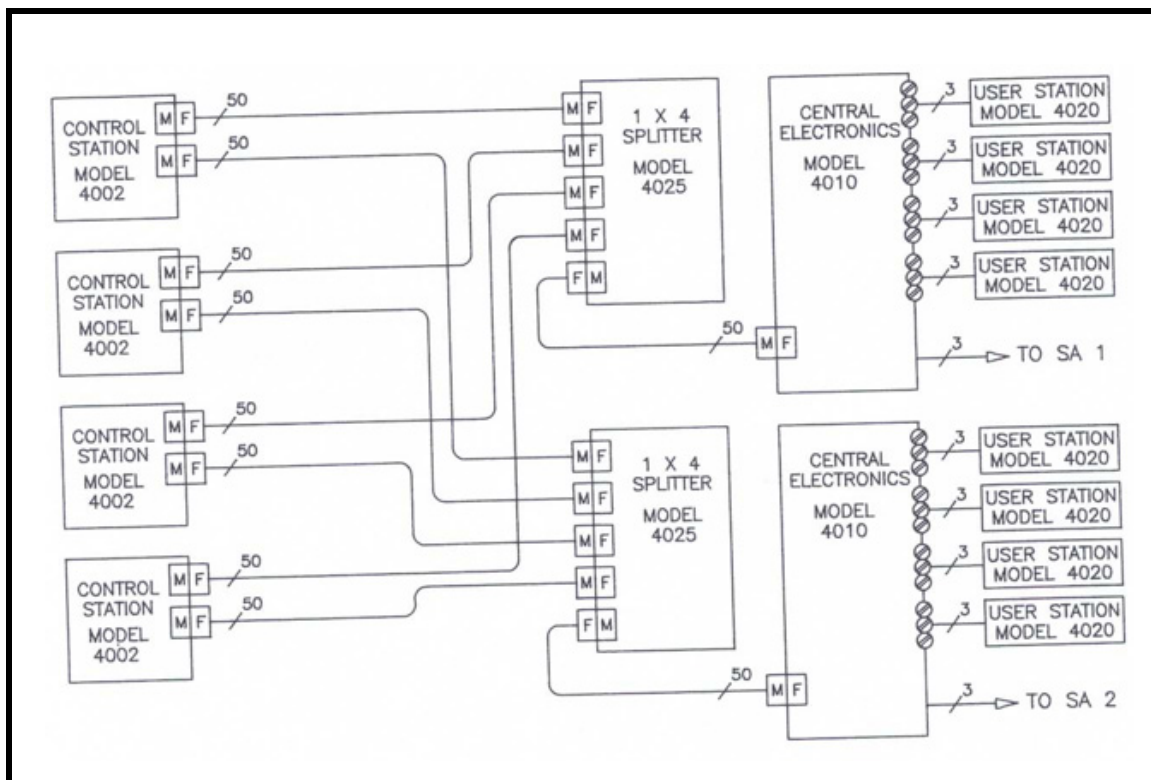 CONTROL
STATION
MODEL
4002
M F
50
M F
50
CONTROL
STATION
MODEL
4002
M F
50
M F
50
CONTROL
STATION
MODEL
4002
M F
50
M F
50
CONTROL
STATION
MODEL
4002
M F
50
M F
50
1 X 4
SPLITTER
MODEL
4025
M F
M F
M F
M F
F M
50
1 X 4
SPLITTER
MODEL
4025
M F
M F
M F
M F
F M
50
CENTRAL
ELECTRONICS
MODEL
4010
M F
3
USER STATION
MODEL 4020
3
USER STATION
MODEL 4020
3
USER STATION
MODEL 4020
3
USER STATION
MODEL 4020
3
TO SA 1
CENTRAL
ELECTRONICS
MODEL
4010
M F
3
USER STATION
MODEL 4020
3
USER STATION
MODEL 4020
3
USER STATION
MODEL 4020
3
USER STATION
MODEL 4020
3
TO SA 2